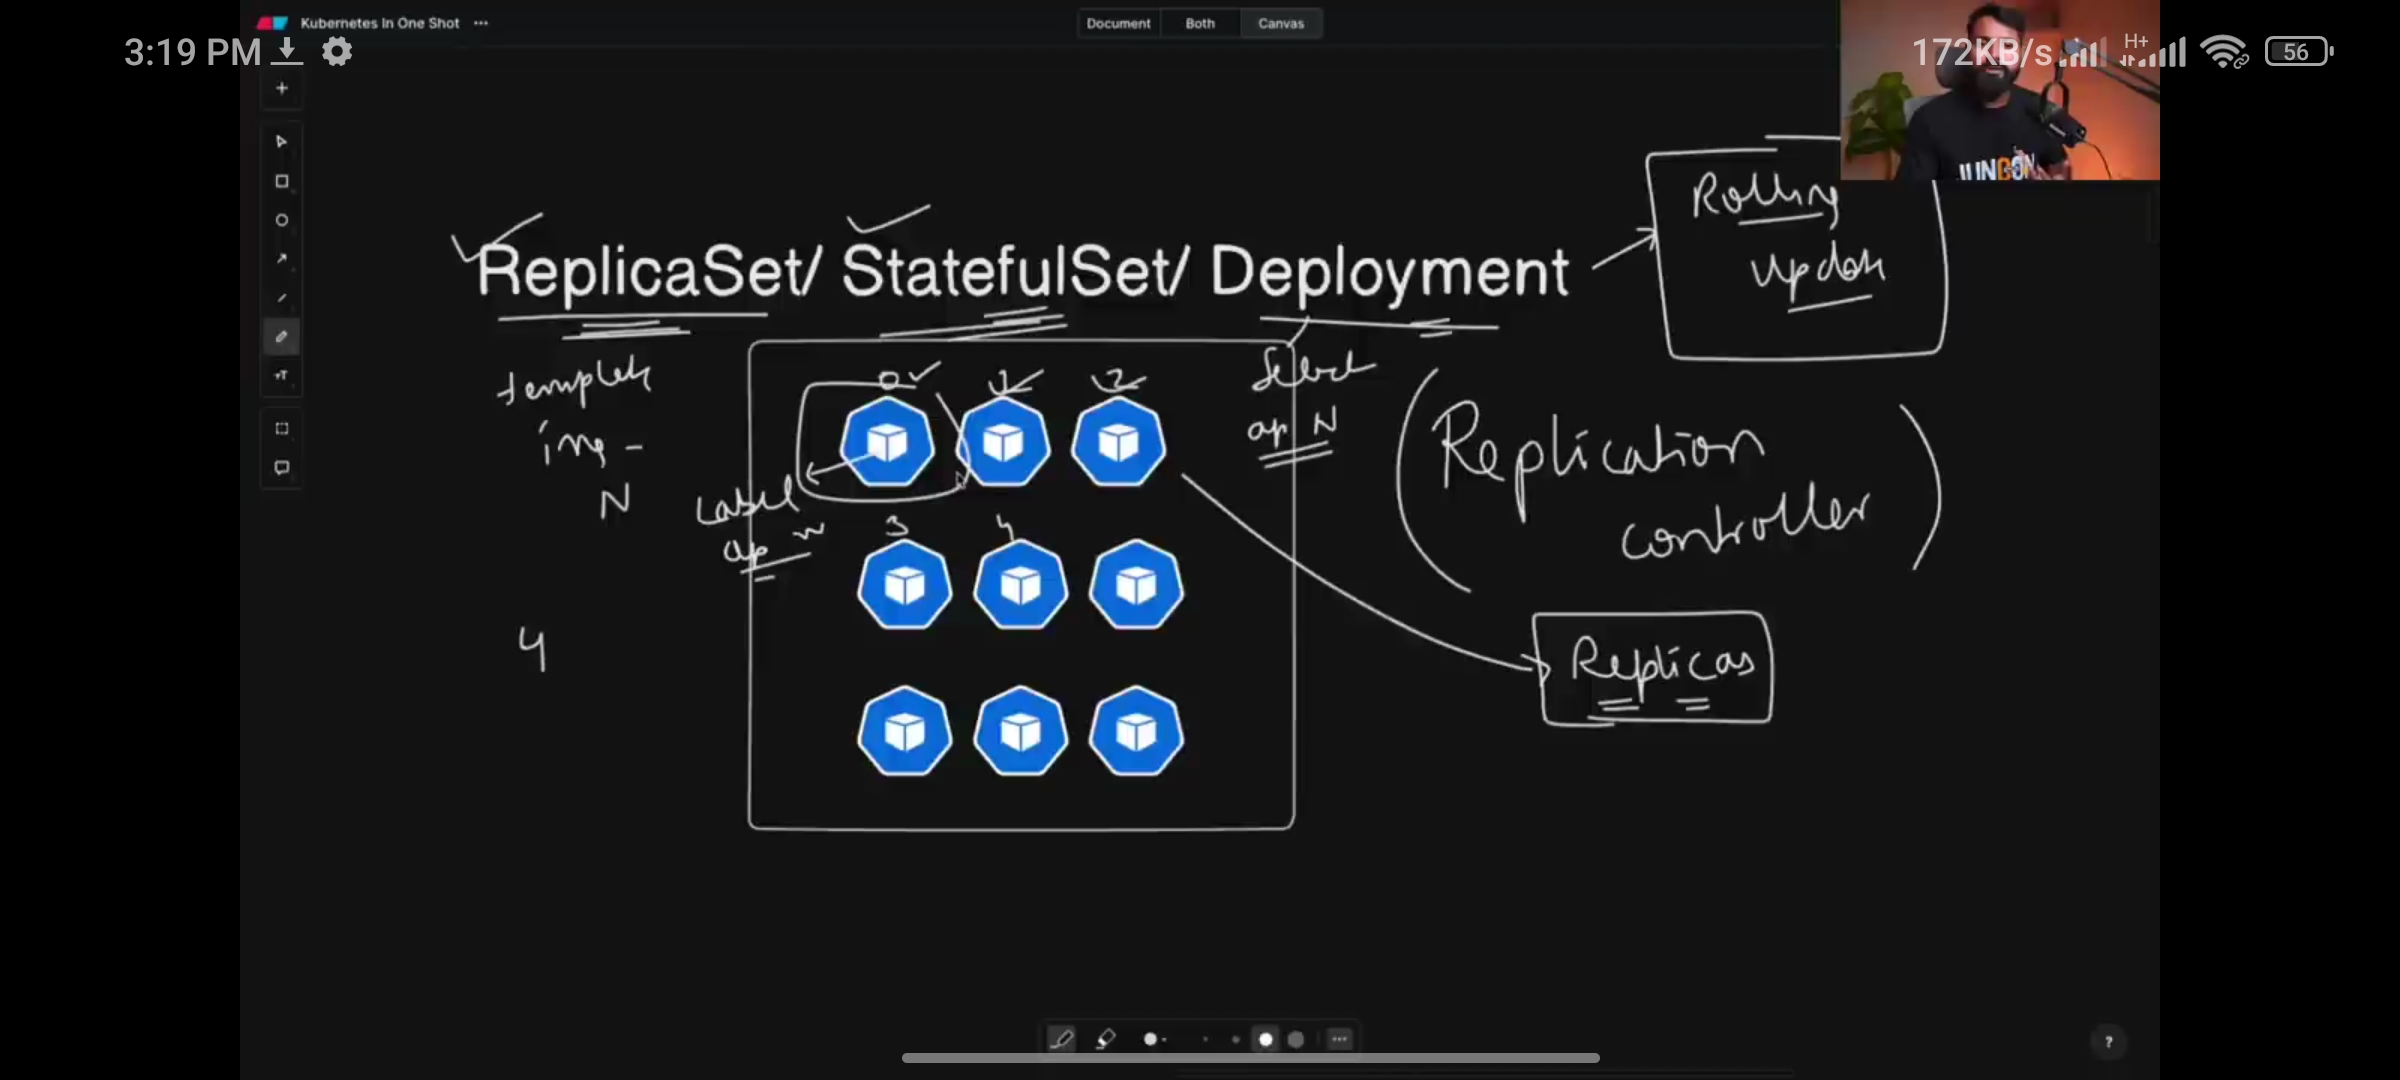 Kubernetes In One Shot ...
Document Both Canvas
3:19 PM
172KB/s H+ 56
JUNOON
Rolling
Update
ReplicaSet/ StatefulSet/ Deployment
template
img -
N
0 1 2
Select
ap N
Label
ap
3 4
Replication
controller
4
Replicas
?